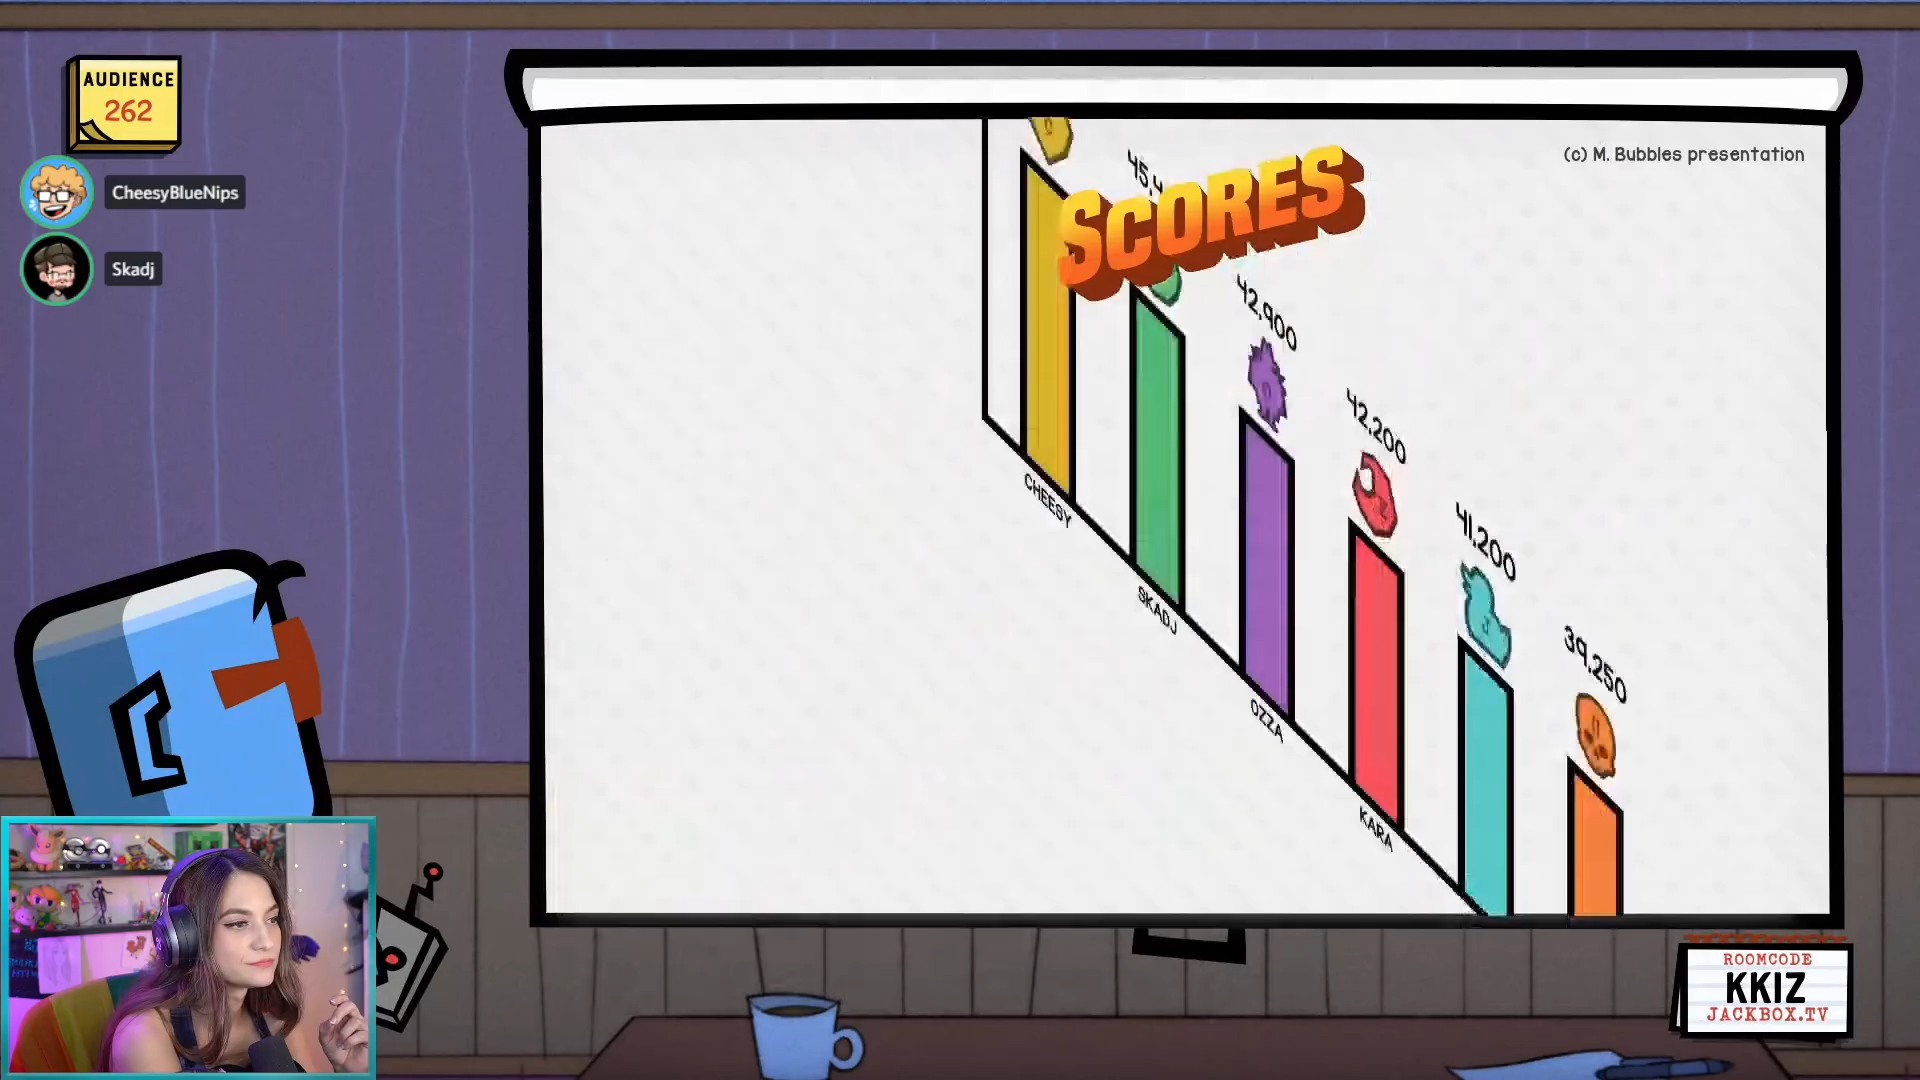 AUDIENCE
262
CheesyBlueNips
Skadj
(c) M. Bubbles presentation
SCORES
42,900
42,200
41,200
39,250
CHEESY
SKADJ
OZZA
KARA
ROOMCODE
KKIZ
JACKBOX.TV